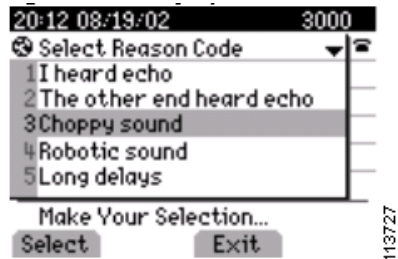 20:12 08/19/02 3000
Select Reason Code
1 I heard echo
2 The other end heard echo
3 Choppy sound
4 Robotic sound
5 Long delays
Make Your Selection...
Select Exit
113727